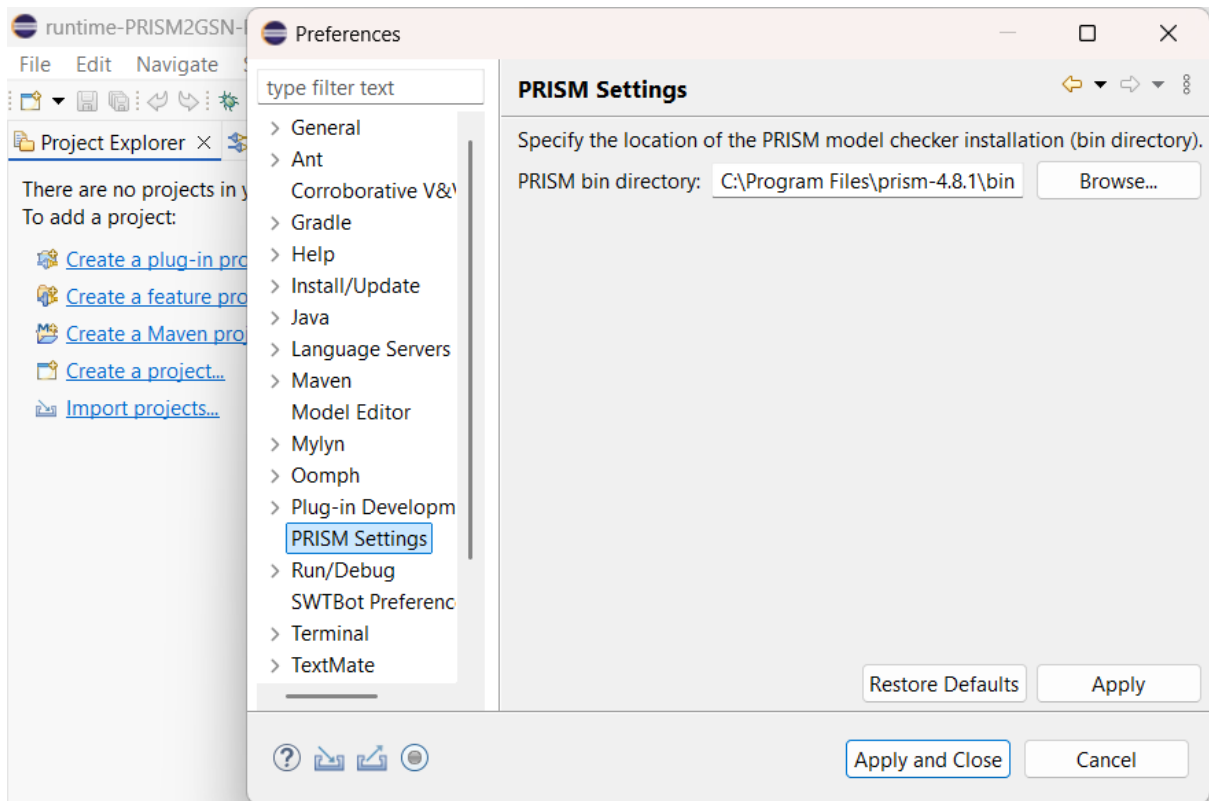 runtime-PRISM2GSN-
File Edit Navigate
Project Explorer
There are no projects in
To add a project:
Create a plug-in
Create a feature
Create a Maven
Create a project...
Import projects...
Preferences
type filter text
General
Ant
Corroborative
Gradle
Help
Install/Update
Java
Language Servers
Maven
Model Editor
Mylyn
Oomph
Plug-in Developm
PRISM Settings
Run/Debug
SWTBot Preferenc
Terminal
TextMate
PRISM Settings
Specify the location of the PRISM model checker installation (bin directory).
PRISM bin directory: C:\Program Files\prism-4.8.1\bin Browse...
Restore Defaults Apply
Apply and Close Cancel